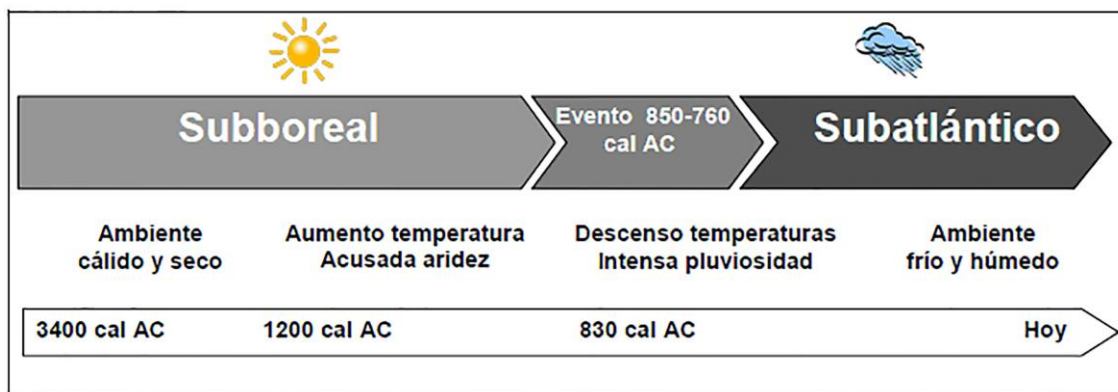 Subboreal
Evento 850-760
cal AC
Subatlántico
Ambiente
cálido y seco
Aumento temperatura
Acusada aridez
Descenso temperaturas
Intensa pluviosidad
Ambiente
frío y húmedo
3400 cal AC
1200 cal AC
830 cal AC
Hoy